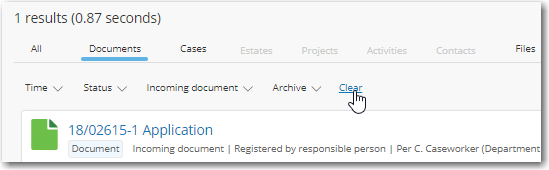 1 results (0.87 seconds)
All Documents Cases Estates Projects Activities Contacts Files
Time Status Incoming document Archive Clear
18/02615-1 Application
Document Incoming document | Registered by responsible person | Per C. Caseworker (Department